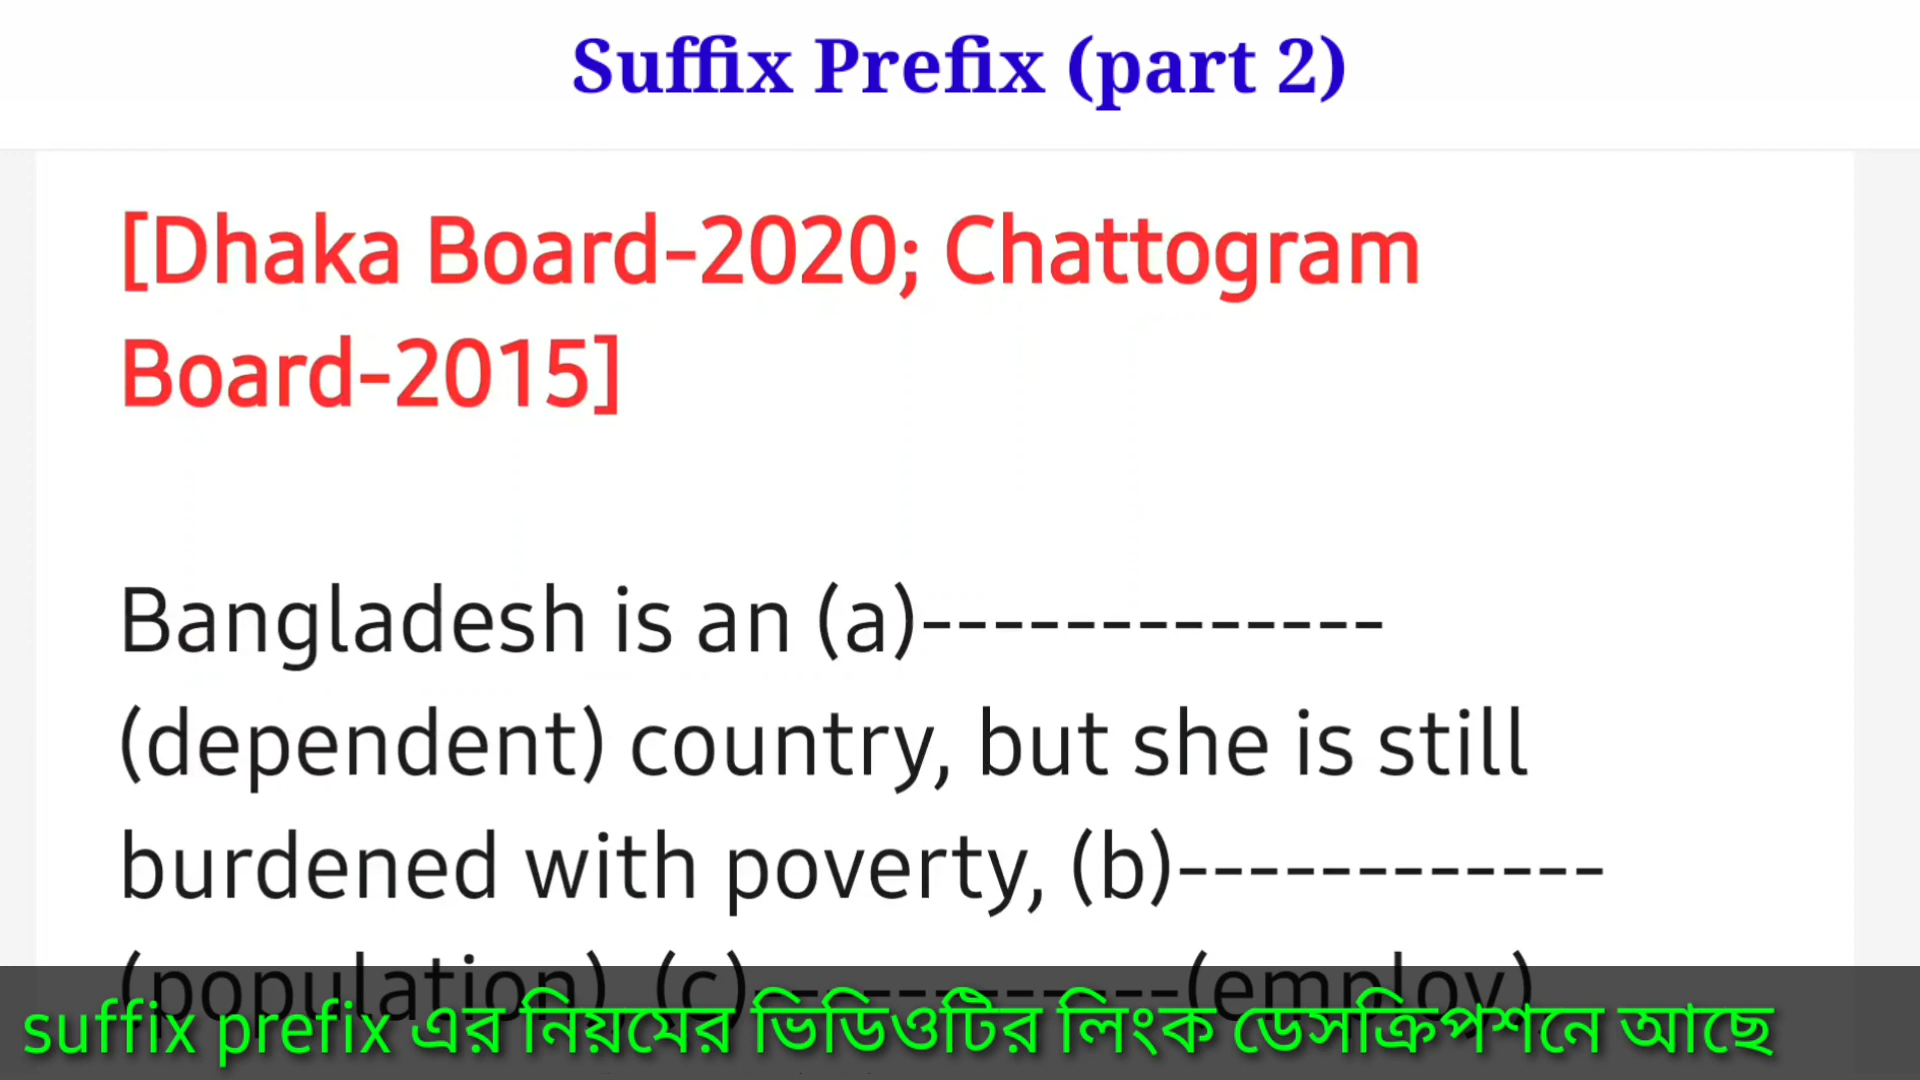 Suffix Prefix (part 2)
[Dhaka Board-2020; Chattogram
Board-2015]
Bangladesh is an (a)-------------
(dependent) country, but she is still
burdened with poverty, (b)------------
(population), (c)------------(employ)
suffix prefix এর নিয়মের ভিডিওটির লিংক ডেসক্রিপশনে আছে